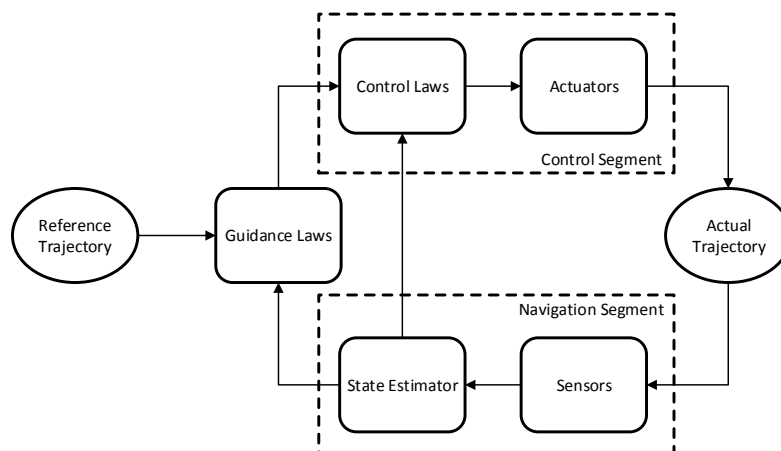 Control Laws
Actuators
Control Segment
Reference
Trajectory
Guidance Laws
Actual
Trajectory
Navigation Segment
State Estimator
Sensors